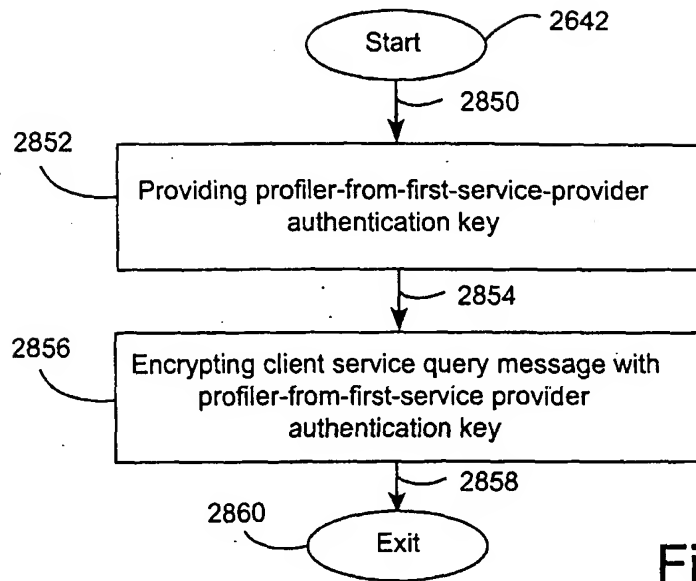 Start
2642
2850
2852
Providing profiler-from-first-service-provider
authentication key
2854
2856
Encrypting client service query message with
profiler-from-first-service provider
authentication key
2858
2860
Exit
Fi